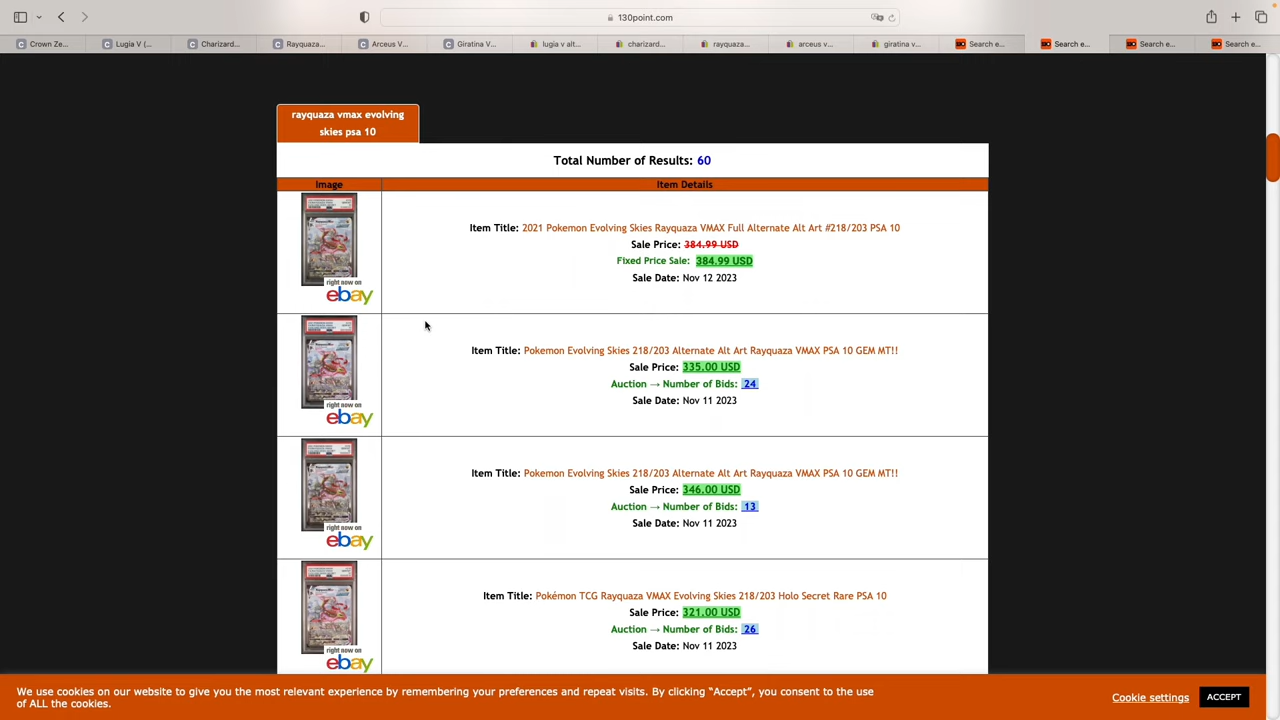 130point.com
Crown Ze...
Lugia V (...
Charizard...
Rayquaza...
Arceus V...
Giratina V...
lugia v alt...
charizard...
rayquaza...
arceus v...
giratina v...
Search e...
Search e...
Search e...
Search e...
rayquaza vmax evolving
skies psa 10
Total Number of Results: 60
Image
Item Details
Item Title: 2021 Pokemon Evolving Skies Rayquaza VMAX Full Alternate Alt Art #218/203 PSA 10
Sale Price: 384.99 USD
Fixed Price Sale: 384.99 USD
Sale Date: Nov 12 2023
right now on
ebay
Item Title: Pokemon Evolving Skies 218/203 Alternate Alt Art Rayquaza VMAX PSA 10 GEM MT!!
Sale Price: 335.00 USD
Auction → Number of Bids: 24
Sale Date: Nov 11 2023
right now on
ebay
Item Title: Pokemon Evolving Skies 218/203 Alternate Alt Art Rayquaza VMAX PSA 10 GEM MT!!
Sale Price: 346.00 USD
Auction → Number of Bids: 13
Sale Date: Nov 11 2023
right now on
ebay
Item Title: Pokémon TCG Rayquaza VMAX Evolving Skies 218/203 Holo Secret Rare PSA 10
Sale Price: 321.00 USD
Auction → Number of Bids: 26
Sale Date: Nov 11 2023
right now on
ebay
We use cookies on our website to give you the most relevant experience by remembering your preferences and repeat visits. By clicking “Accept”, you consent to the use
of ALL the cookies.
Cookie settings
ACCEPT